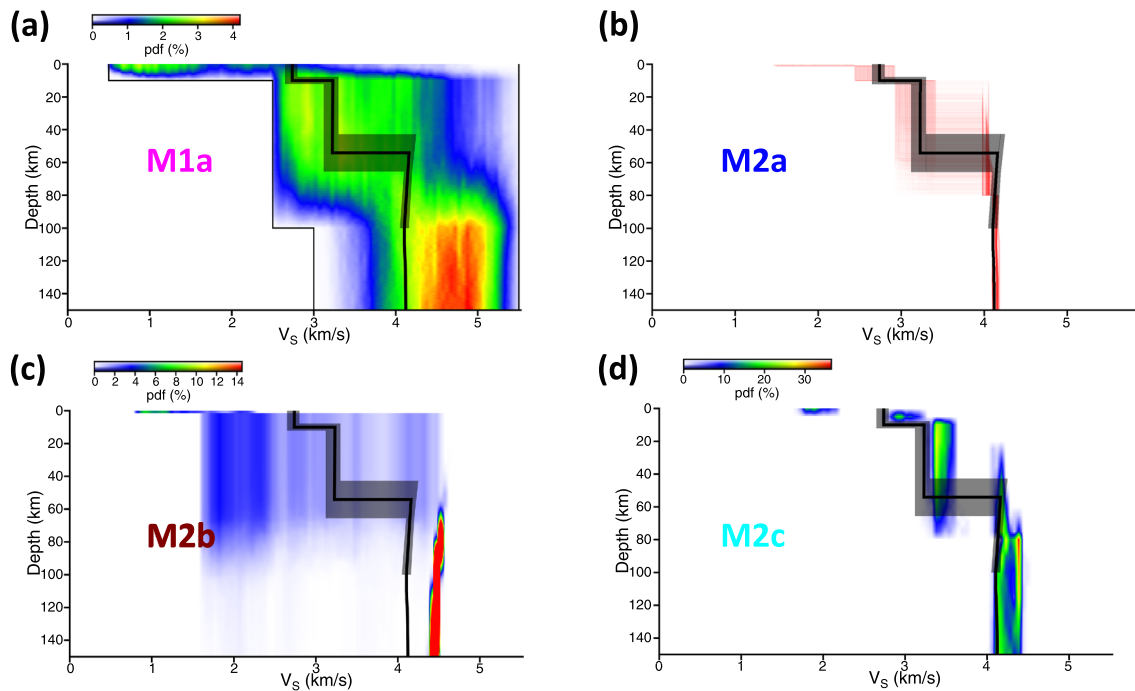 (a)
0 1 2 3 4
pdf (%)
0
20
40
60
80
100
120
140
Depth (km)
M1a
0 1 2 3 4 5
VS (km/s)
(b)
0
20
40
60
80
100
120
140
Depth (km)
M2a
0 1 2 3 4 5
VS (km/s)
(c)
0 2 4 6 8 10 12 14
pdf (%)
0
20
40
60
80
100
120
140
Depth (km)
M2b
0 1 2 3 4 5
VS (km/s)
(d)
0 10 20 30
pdf (%)
0
20
40
60
80
100
120
140
Depth (km)
M2c
0 1 2 3 4 5
VS (km/s)